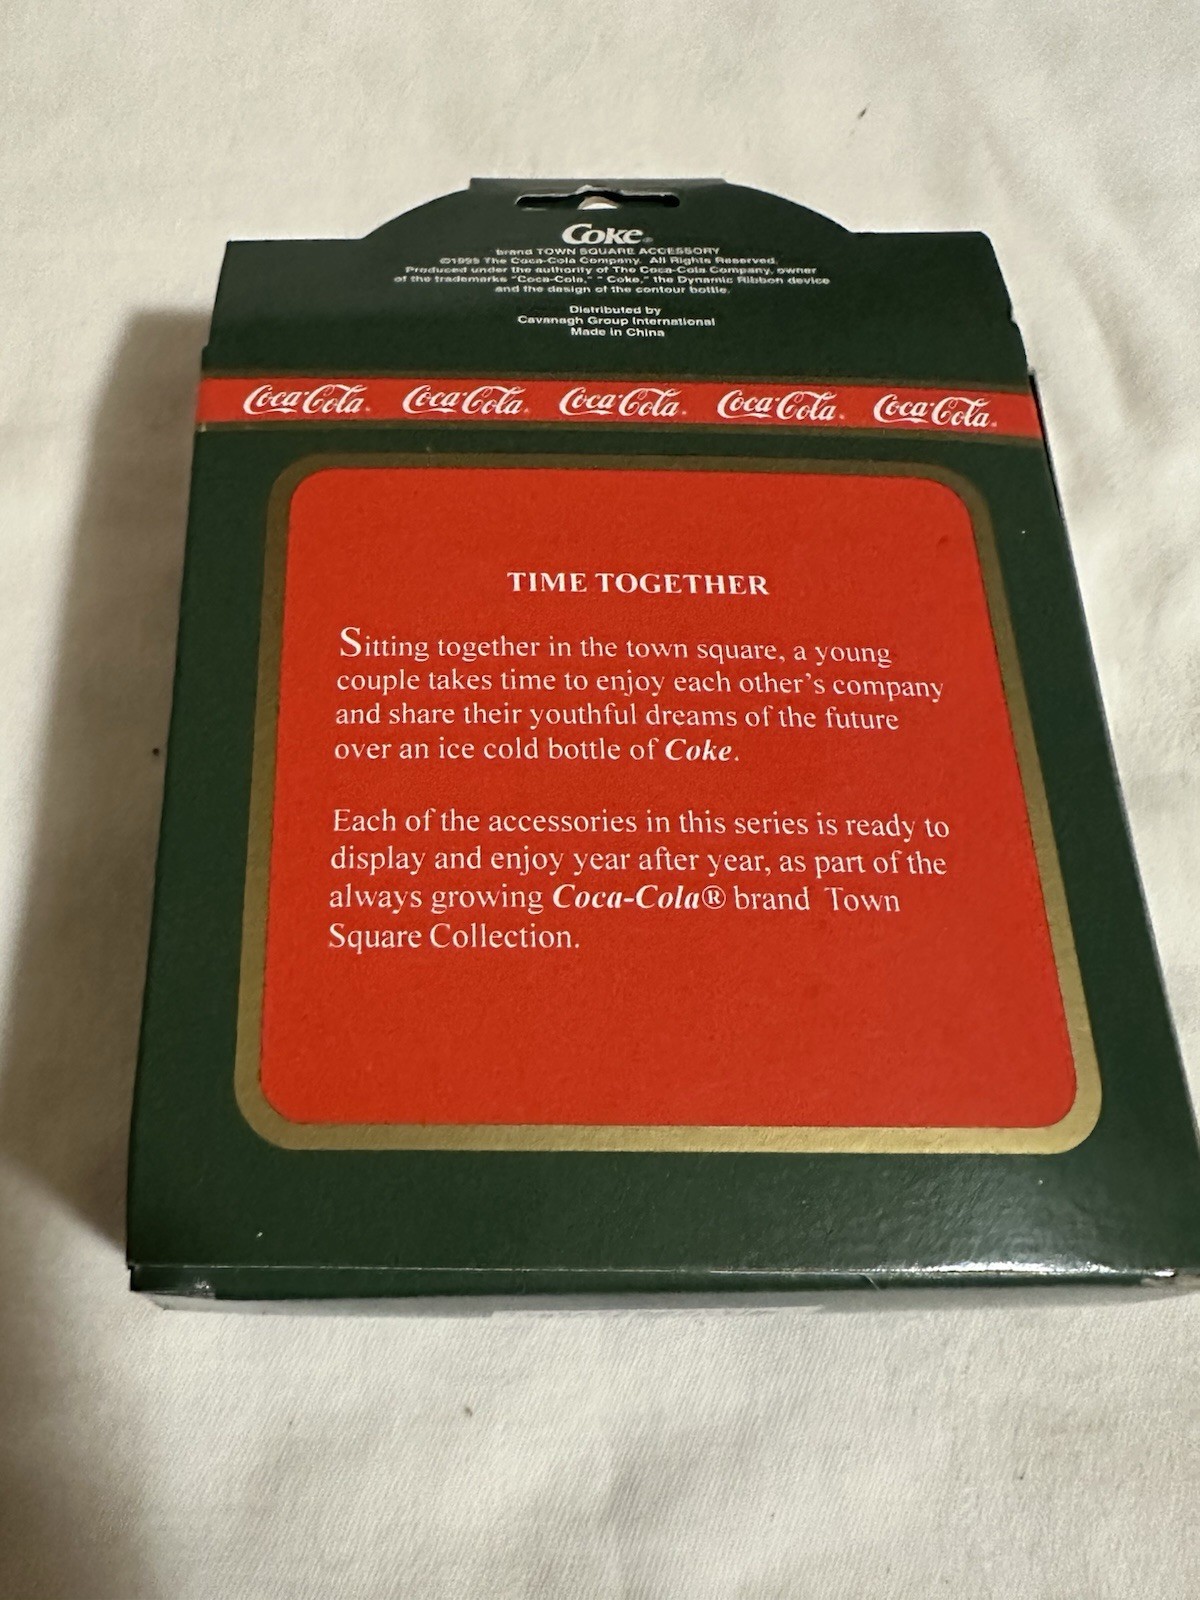 Coke®
brand TOWN SQUARE ACCESSORY
©1995 The Coca-Cola Company. All Rights Reserved.
Produced under the authority of The Coca-Cola Company, owner
of the trademarks "Coca-Cola," "Coke," the Dynamic Ribbon device
and the design of the contour bottle.
Distributed by
Cavanagh Group International
Made in China
Coca-Cola® Coca-Cola® Coca-Cola® Coca-Cola® Coca-Cola®
TIME TOGETHER
Sitting together in the town square, a young
couple takes time to enjoy each other's company
and share their youthful dreams of the future
over an ice cold bottle of Coke.
Each of the accessories in this series is ready to
display and enjoy year after year, as part of the
always growing Coca-Cola® brand Town
Square Collection.